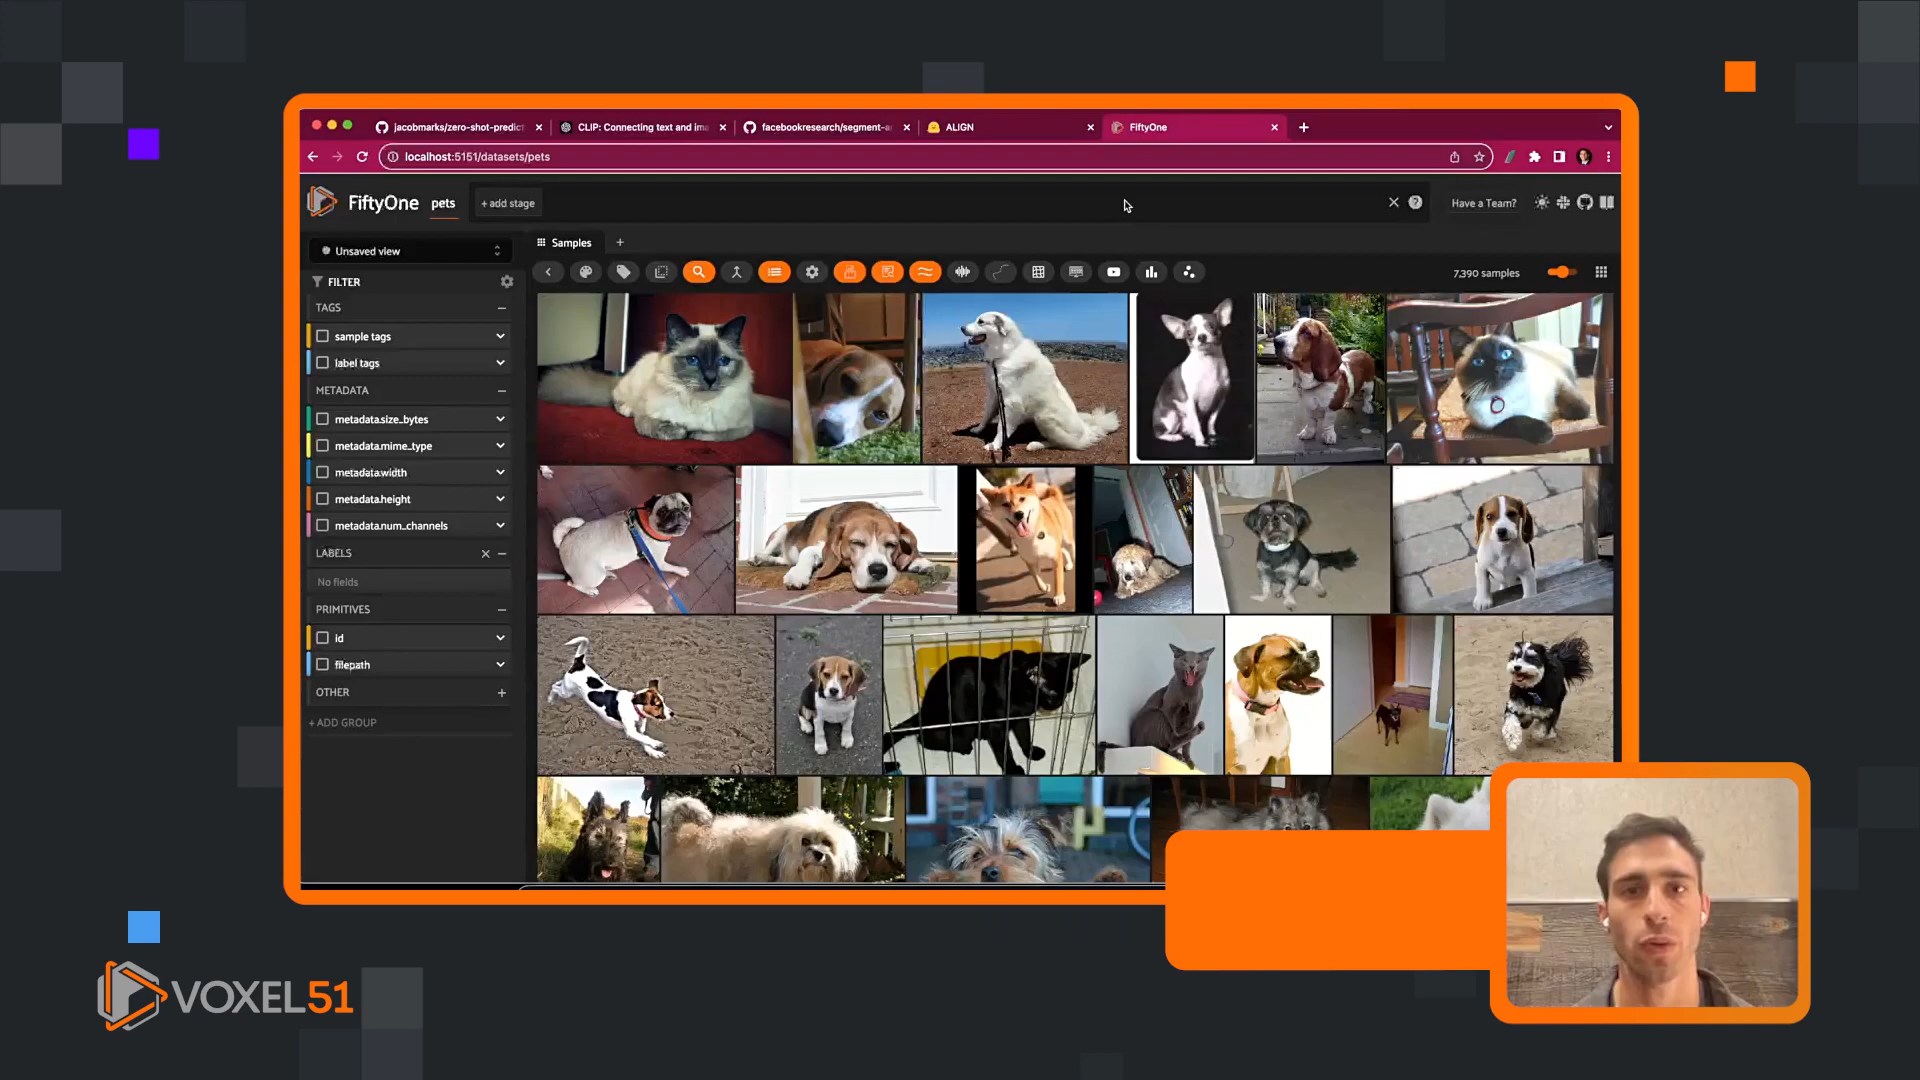 jacobmarks/zero-shot-predict
CLIP: Connecting text and ima
facebookresearch/segment-a
ALIGN
FiftyOne
localhost:5151/datasets/pets
FiftyOne
pets
+ add stage
Have a Team?
Unsaved view
Samples
FILTER
7,390 samples
TAGS
sample tags
label tags
METADATA
metadata.size_bytes
metadata.mime_type
metadata.width
metadata.height
metadata.num_channels
LABELS
No fields
PRIMITIVES
id
filepath
OTHER
+ ADD GROUP
VOXEL51